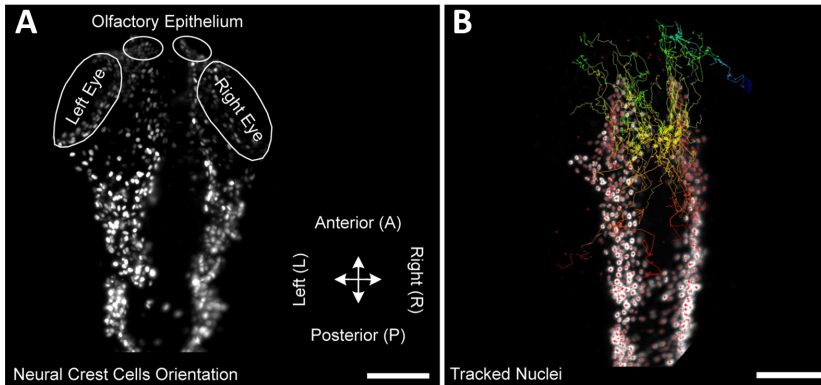 A
Olfactory Epithelium
Left Eye
Right Eye
Anterior (A)
Left (L)
Right (R)
Posterior (P)
Neural Crest Cells Orientation
B
Tracked Nuclei